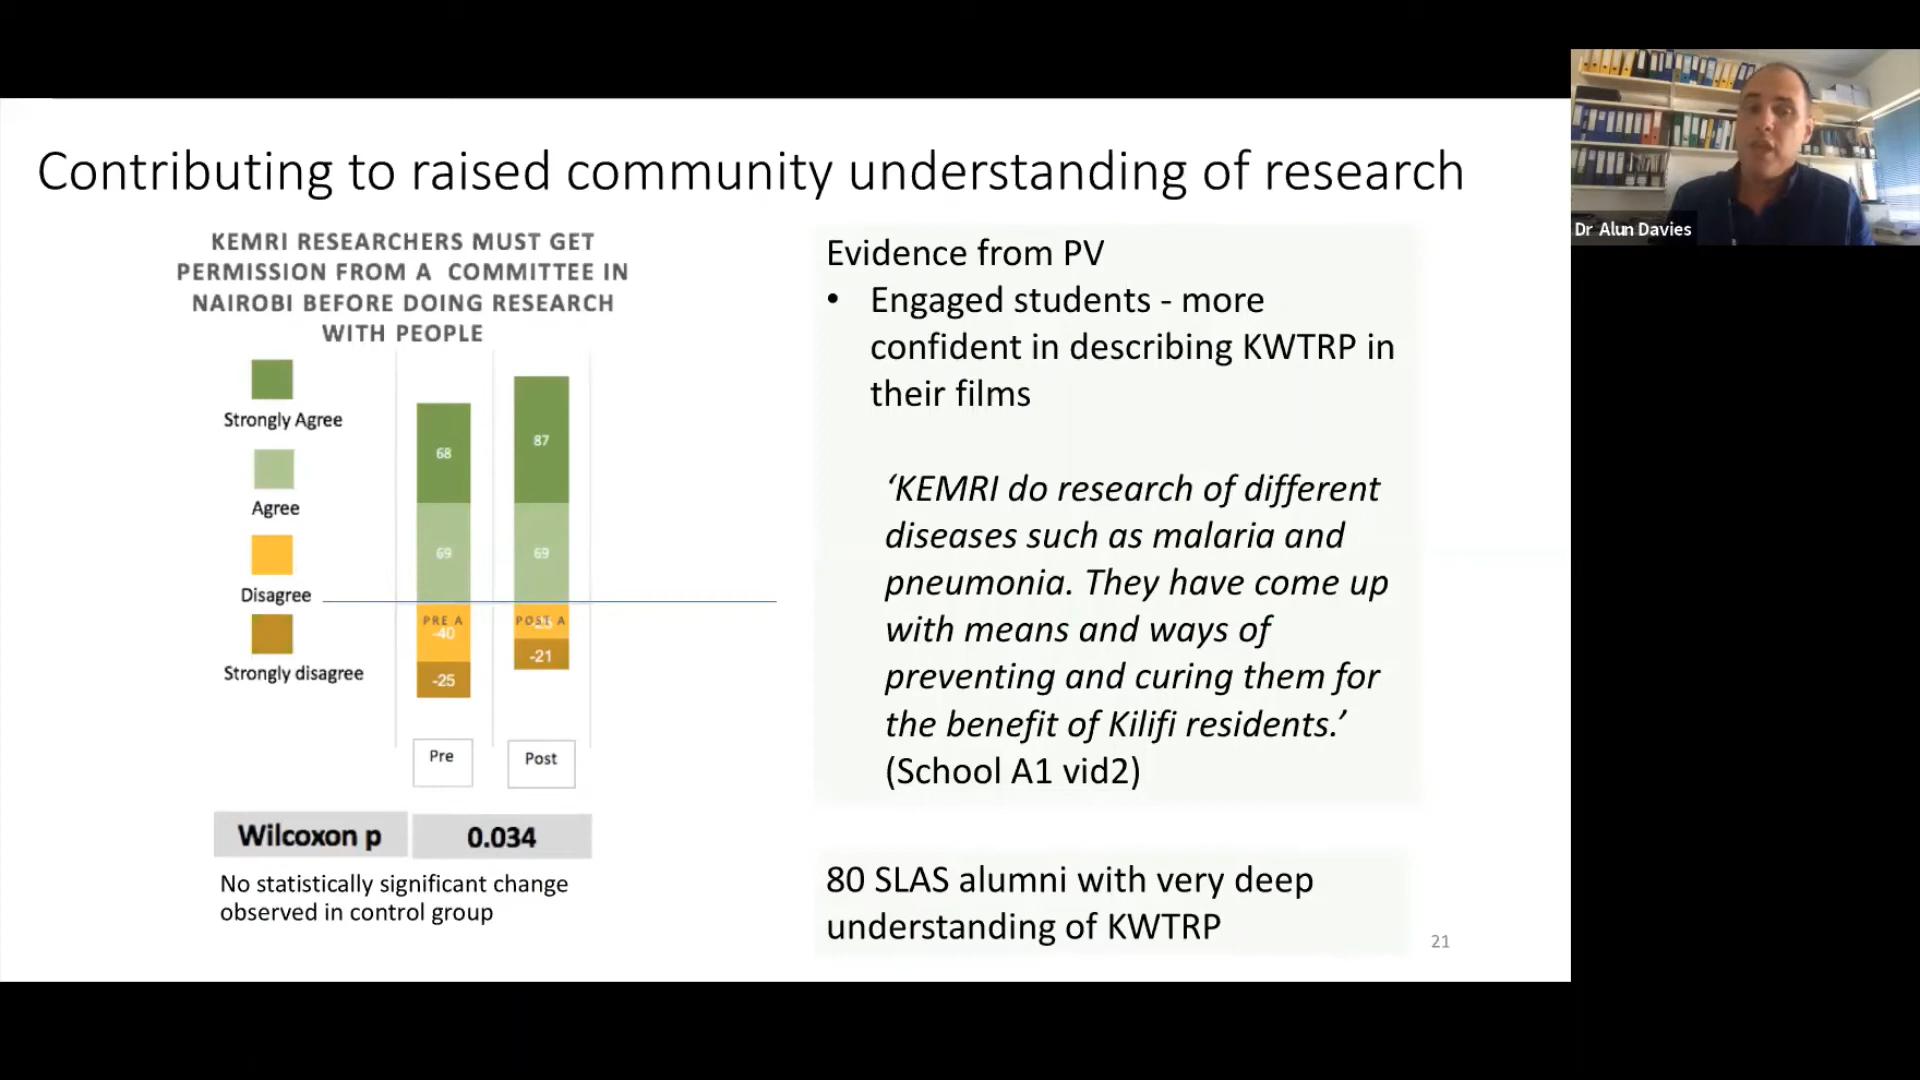 Contributing to raised community understanding of research
KEMRI RESEARCHERS MUST GET
PERMISSION FROM A COMMITTEE IN
NAIROBI BEFORE DOING RESEARCH
WITH PEOPLE
Strongly Agree
Agree
Disagree
Strongly disagree
68
87
69
69
PRE A
POST A
-40
-21
-25
Pre
Post
Wilcoxon p
0.034
No statistically significant change
observed in control group
Evidence from PV
• Engaged students - more
confident in describing KWTRP in
their films
‘KEMRI do research of different
diseases such as malaria and
pneumonia. They have come up
with means and ways of
preventing and curing them for
the benefit of Kilifi residents.’
(School A1 vid2)
80 SLAS alumni with very deep
understanding of KWTRP
21
Dr Alun Davies